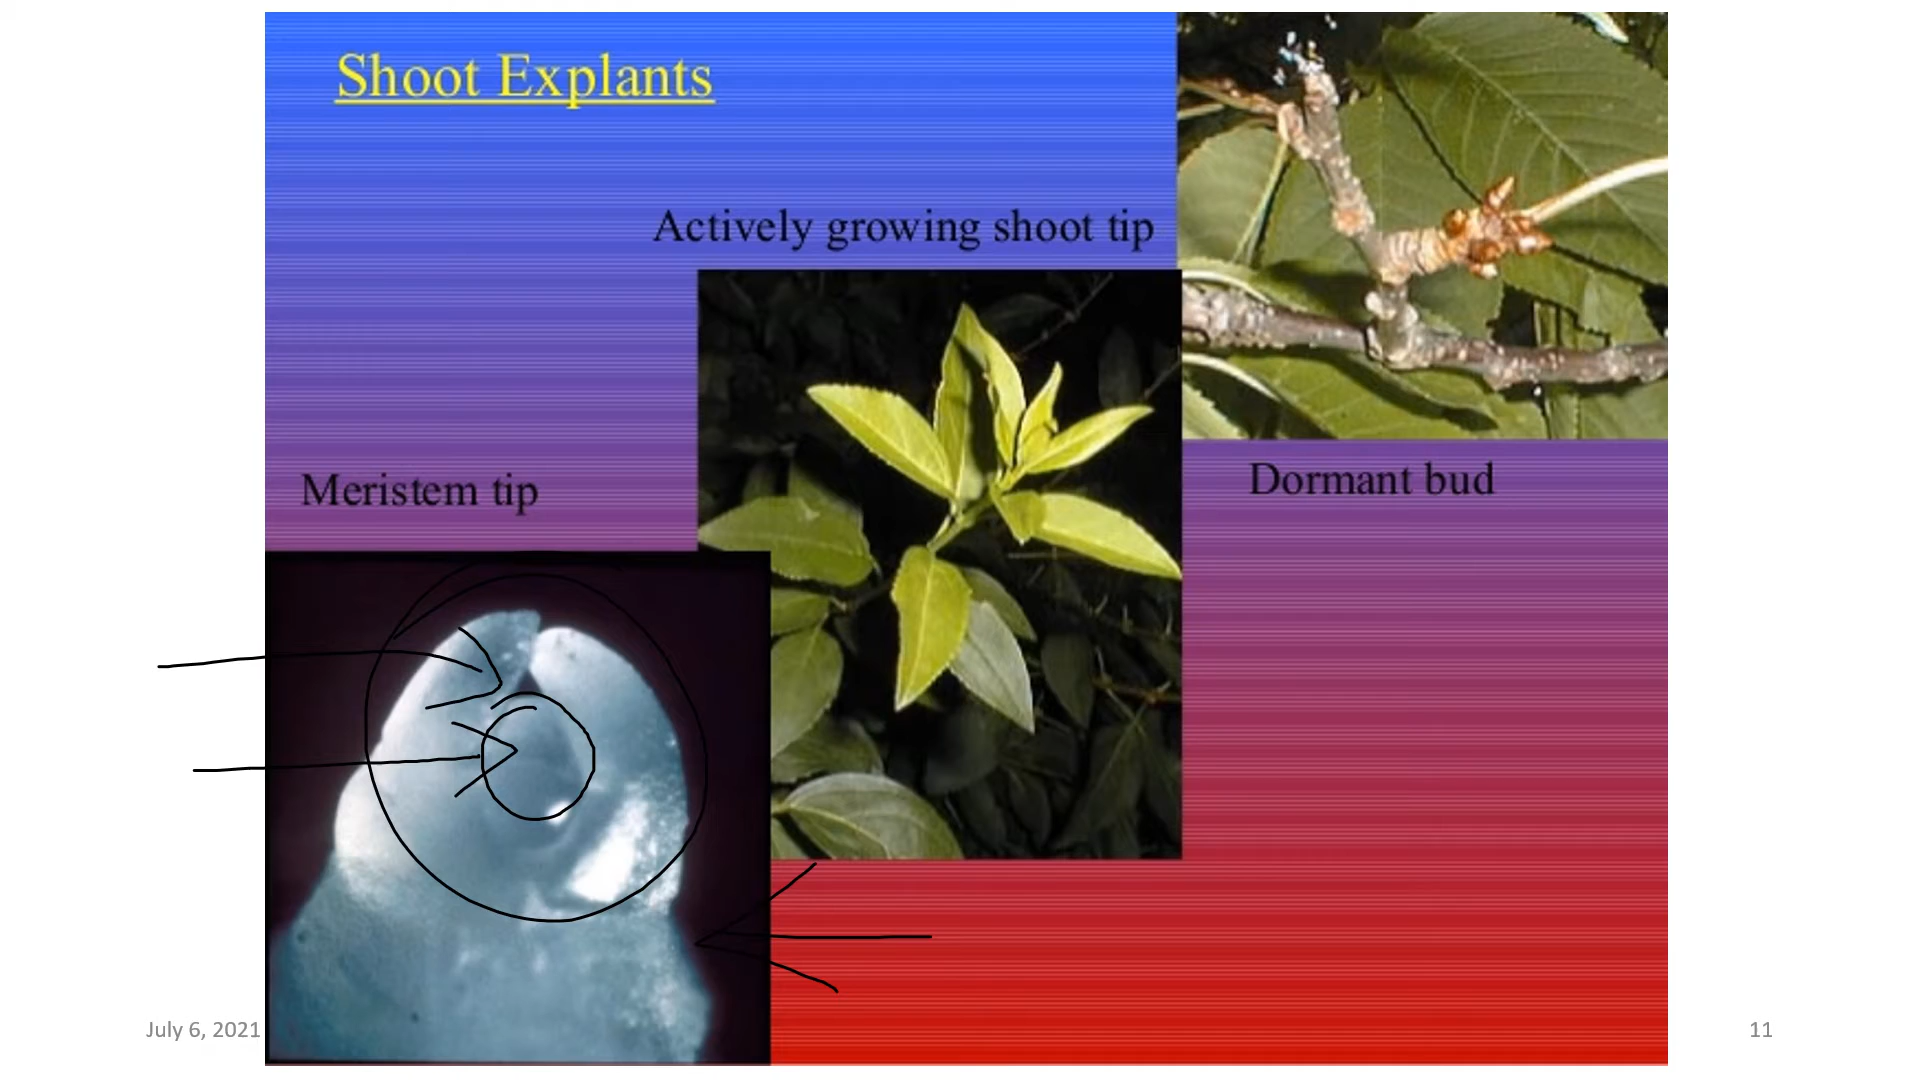 Shoot Explants
Actively growing shoot tip
Meristem tip
Dormant bud
July 6, 2021
11